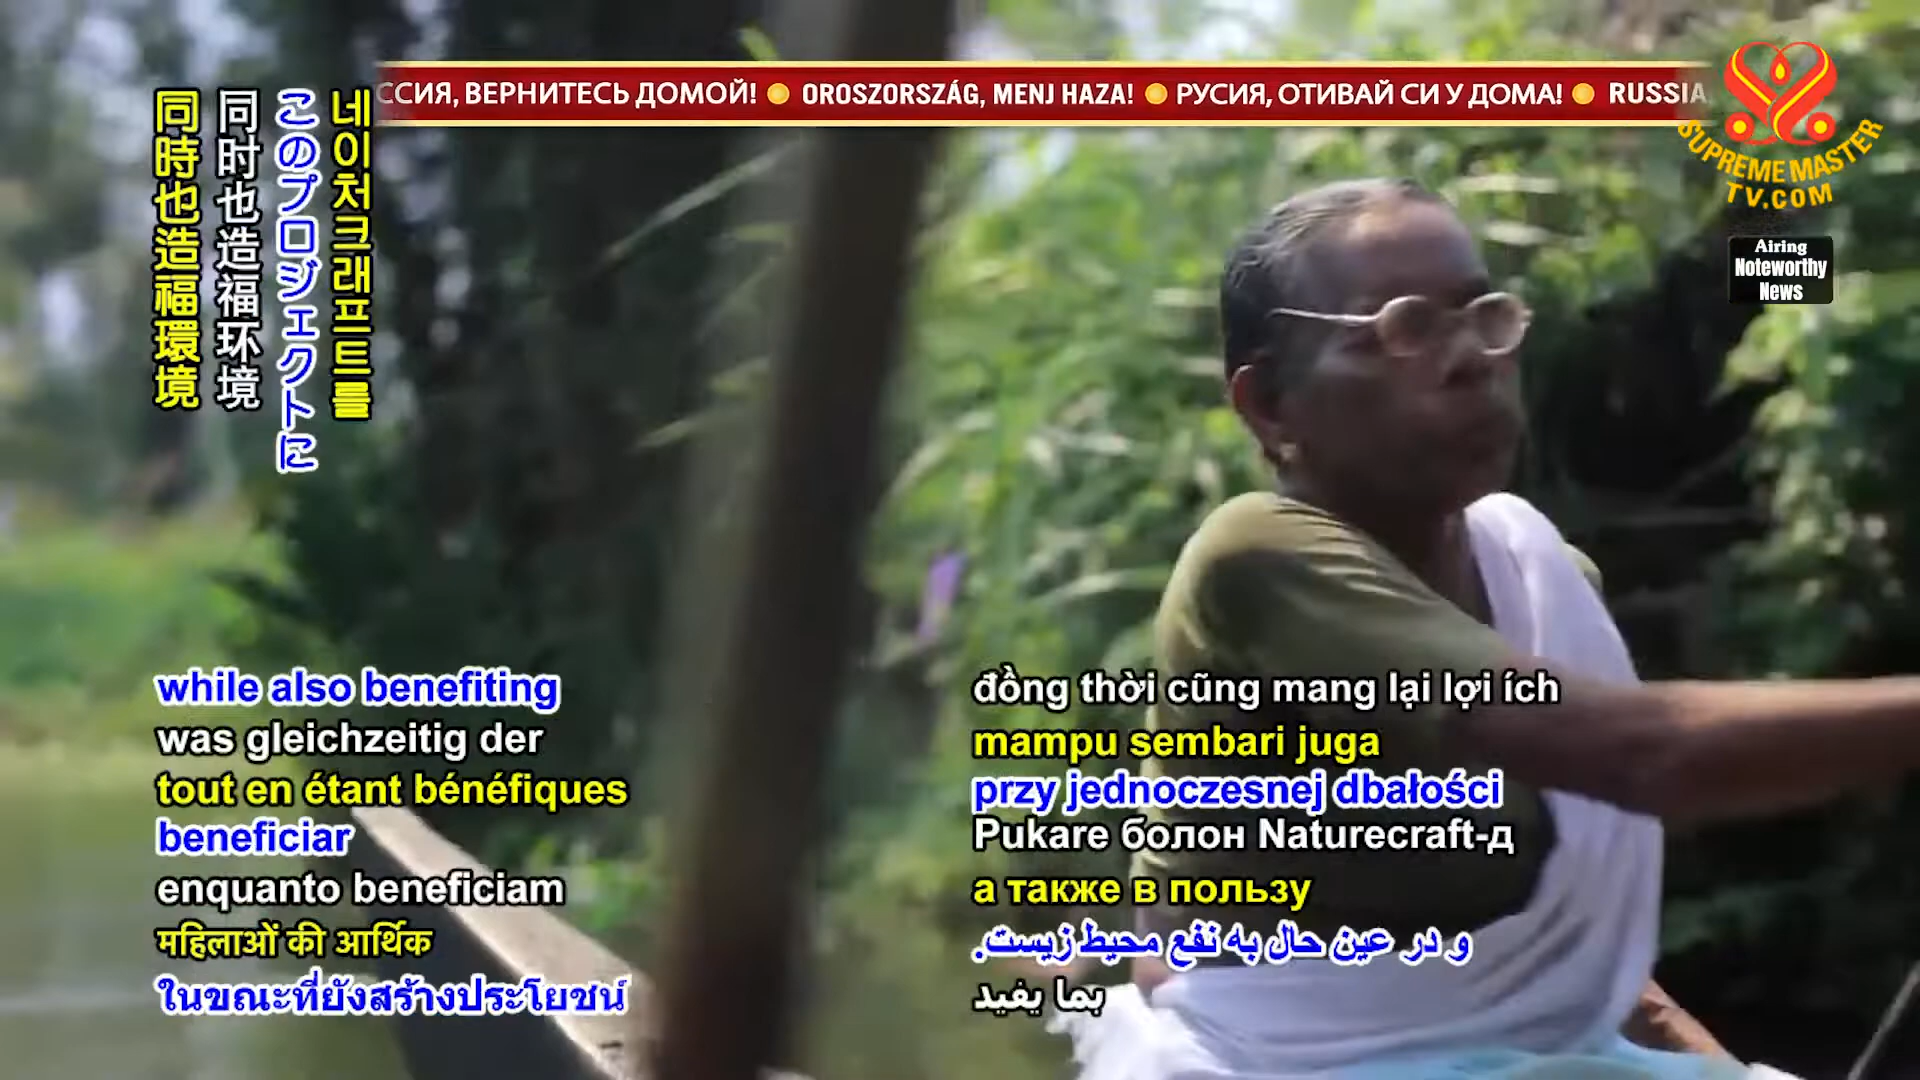 ССИЯ, ВЕРНИТЕСЬ ДОМОЙ! OROSZORSZÁG, MENJ HAZA! РУСИЯ, ОТИВАЙ СИ У ДОМА! RUSSIA,
SUPREME MASTER
TV.COM
Airing
Noteworthy
News
네이처크래프트를
このプロジェクトに
同时也造福环境
同時也造福環境
while also benefiting
was gleichzeitig der
tout en étant bénéfiques
beneficiar
enquanto beneficiam
महिलाओं की आर्थिक
ในขณะที่ยังสร้างประโยชน์
đồng thời cũng mang lại lợi ích
mampu sembari juga
przy jednoczesnej dbałości
Pukare болон Naturecraft-д
а также в пользу
و در عین حال به نفع محیط زیست.
بما يفيد